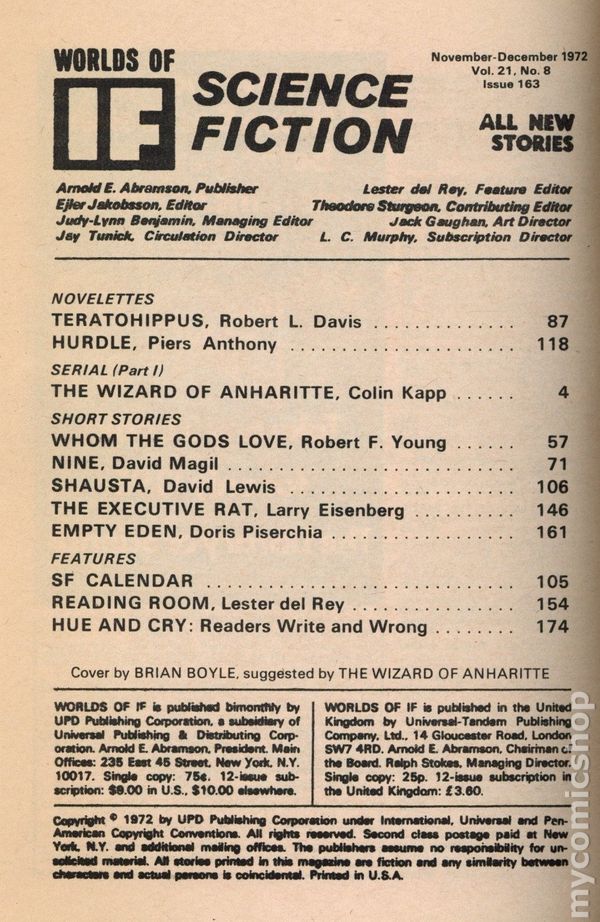 WORLDS OF
IF
SCIENCE
FICTION
November-December 1972
Vol. 21, No. 8
Issue 163
ALL NEW
STORIES
Arnold E. Abramson, Publisher
Ejler Jakobsson, Editor
Judy-Lynn Benjamin, Managing Editor
Jay Tunick, Circulation Director
Lester del Rey, Feature Editor
Theodore Sturgeon, Contributing Editor
Jack Gaughan, Art Director
L. C. Murphy, Subscription Director
NOVELETTES
TERATOHIPPUS, Robert L. Davis .............. 87
HURDLE, Piers Anthony ...................... 118
SERIAL (Part I)
THE WIZARD OF ANHARITTE, Colin Kapp ...... 4
SHORT STORIES
WHOM THE GODS LOVE, Robert F. Young ...... 57
NINE, David Magil ............................ 71
SHAUSTA, David Lewis ...................... 106
THE EXECUTIVE RAT, Larry Eisenberg .......... 146
EMPTY EDEN, Doris Piserchia .................. 161
FEATURES
SF CALENDAR .............................. 105
READING ROOM, Lester del Rey ................ 154
HUE AND CRY: Readers Write and Wrong ........ 174
Cover by BRIAN BOYLE, suggested by THE WIZARD OF ANHARITTE
WORLDS OF IF is published bimonthly by
UPD Publishing Corporation, a subsidiary of
Universal Publishing & Distributing Corp-
oration. Arnold E. Abramson, President. Main
Offices: 235 East 45 Street, New York, N.Y.
10017. Single copy: 75¢. 12-issue sub-
scription: $9.00 in U.S., $10.00 elsewhere.
WORLDS OF IF is published in the United
Kingdom by Universal-Tandem Publishing
Company, Ltd., 14 Gloucester Road, London
SW7 4RD. Arnold E. Abramson, Chairman of
the Board. Ralph Stokes, Managing Director.
Single copy: 25p. 12-issue subscription in
the United Kingdom: £3.60.
Copyright © 1972 by UPD Publishing Corporation under International, Universal and Pan-
American Copyright Conventions. All rights reserved. Second class postage paid at New
York, N.Y. and additional mailing offices. The publishers assume no responsibility for un-
solicited material. All stories printed in this magazine are fiction and any similarity between
characters and actual persons is coincidental. Printed in U.S.A.
mycomicshop